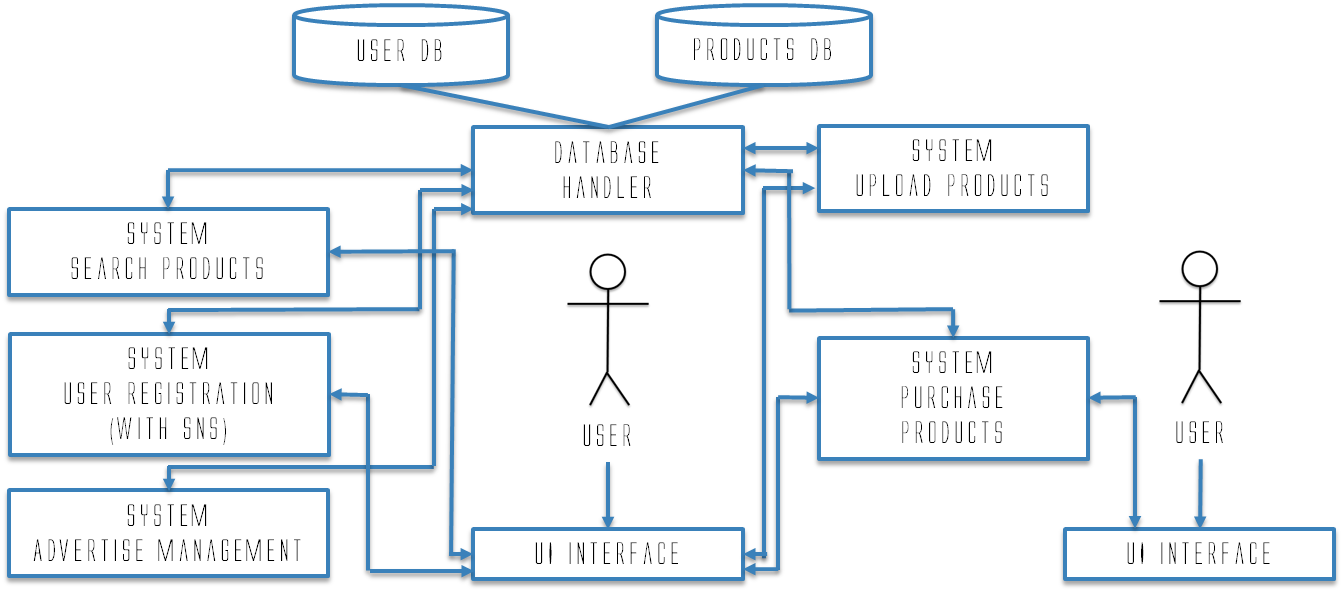 USER DB
PRODUCTS DB
DATABASE
HANDLER
SYSTEM
UPLOAD PRODUCTS
SYSTEM
SEARCH PRODUCTS
SYSTEM
USER REGISTRATION
(WITH SNS)
SYSTEM
PURCHASE
PRODUCTS
USER
USER
SYSTEM
ADVERTISE MANAGEMENT
UI INTERFACE
UI INTERFACE